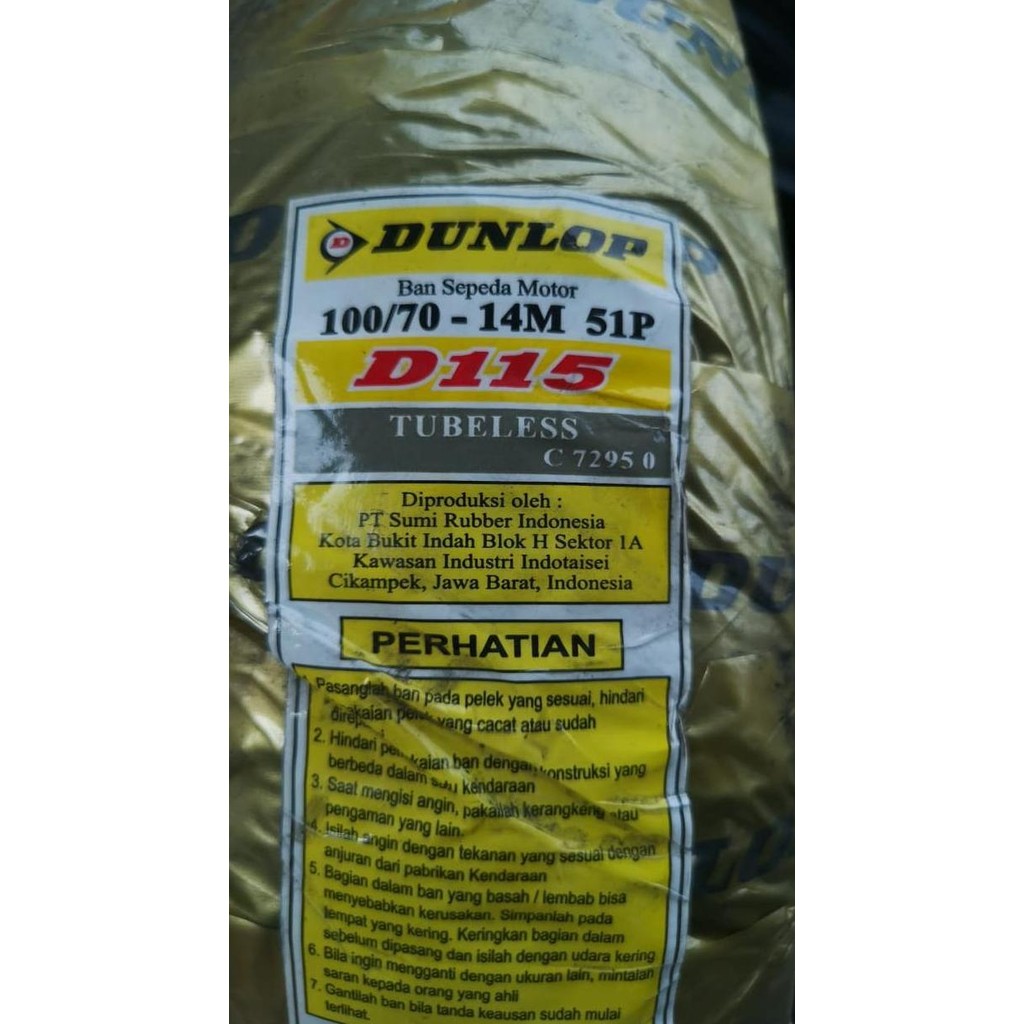 DUNLOP
Ban Sepeda Motor
100/70 - 14M 51P
D115
TUBELESS
C 7295 0
Diproduksi oleh :
PT Sumi Rubber Indonesia
Kota Bukit Indah Blok H Sektor 1A
Kawasan Industri Indotaisei
Cikampek, Jawa Barat, Indonesia
PERHATIAN
Pasanglah ban pada pelek yang sesuai, hindari
yang cacat atau sudah
2. Hindari ban dengan konstruksi yang
berbeda dalam kendaraan
3. Saat mengisi angin, pakailah kerangkeng atau
pengaman yang lain.
4. Isilah angin dengan tekanan yang sesuai dengan
anjuran dari pabrikan Kendaraan
5. Bagian dalam ban yang basah / lembab bisa
menyebabkan kerusakan. Simpanlah pada
tempat yang kering. Keringkan bagian dalam
sebelum dipasang dan isilah dengan udara kering
6. Bila ingin mengganti dengan ukuran lain, mintalah
saran kepada orang yang ahli
7. Gantilah ban bila tanda keausan sudah mulai
terlihat.